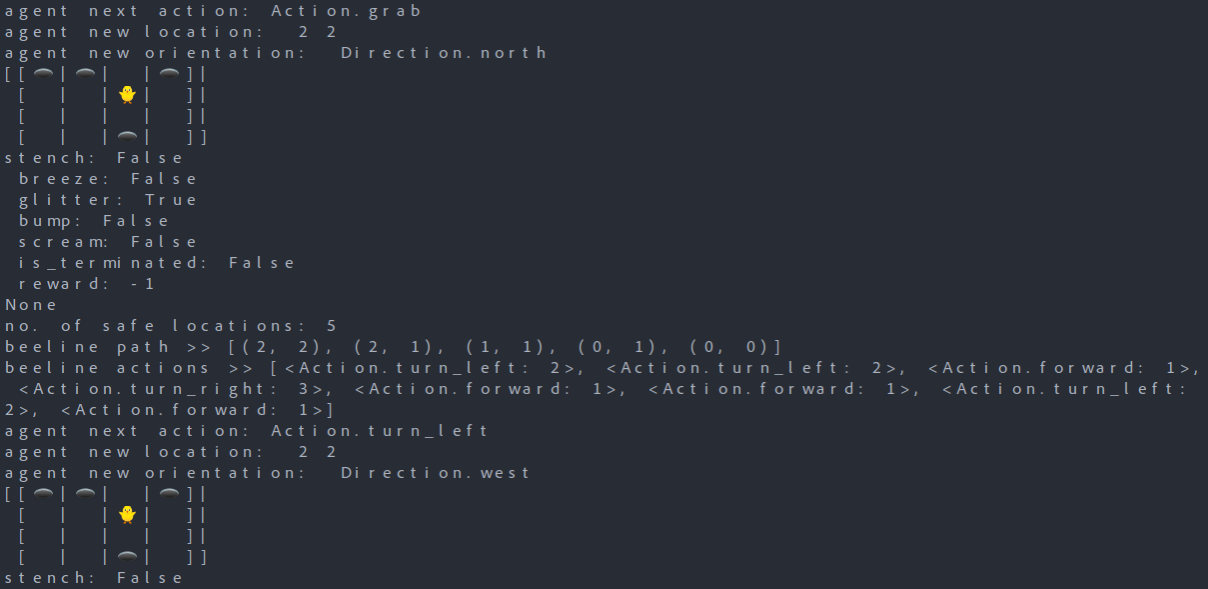 agent next action: Action.grab
agent new location:  2 2
agent new orientation:  Direction.north
[[🕳|🕳|  |🕳]|
 [  |  |🐥|  ]|
 [  |  |  |  ]|
 [  |  |🕳|  ]]
stench: False
 breeze: False
 glitter: True
 bump: False
 scream: False
 is_terminated: False
 reward: -1
None
no. of safe locations: 5
beeline path >> [(2, 2), (2, 1), (1, 1), (0, 1), (0, 0)]
beeline actions >> [<Action.turn_left: 2>, <Action.turn_left: 2>, <Action.forward: 1>,
 <Action.turn_right: 3>, <Action.forward: 1>, <Action.forward: 1>, <Action.turn_left:
2>, <Action.forward: 1>]
agent next action: Action.turn_left
agent new location:  2 2
agent new orientation:  Direction.west
[[🕳|🕳|  |🕳]|
 [  |  |🐥|  ]|
 [  |  |  |  ]|
 [  |  |🕳|  ]]
stench: False